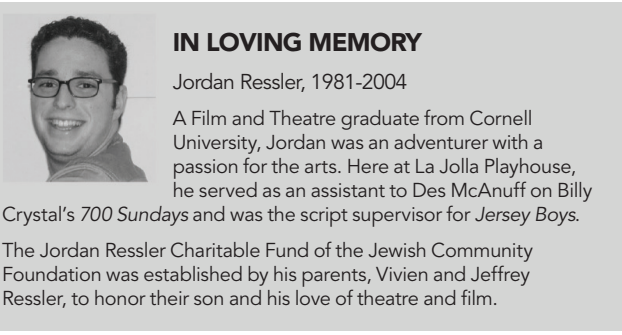 IN LOVING MEMORY
Jordan Ressler, 1981-2004
A Film and Theatre graduate from Cornell
University, Jordan was an adventurer with a
passion for the arts. Here at La Jolla Playhouse,
he served as an assistant to Des McAnuff on Billy
Crystal’s 700 Sundays and was the script supervisor for Jersey Boys.
The Jordan Ressler Charitable Fund of the Jewish Community
Foundation was established by his parents, Vivien and Jeffrey
Ressler, to honor their son and his love of theatre and film.